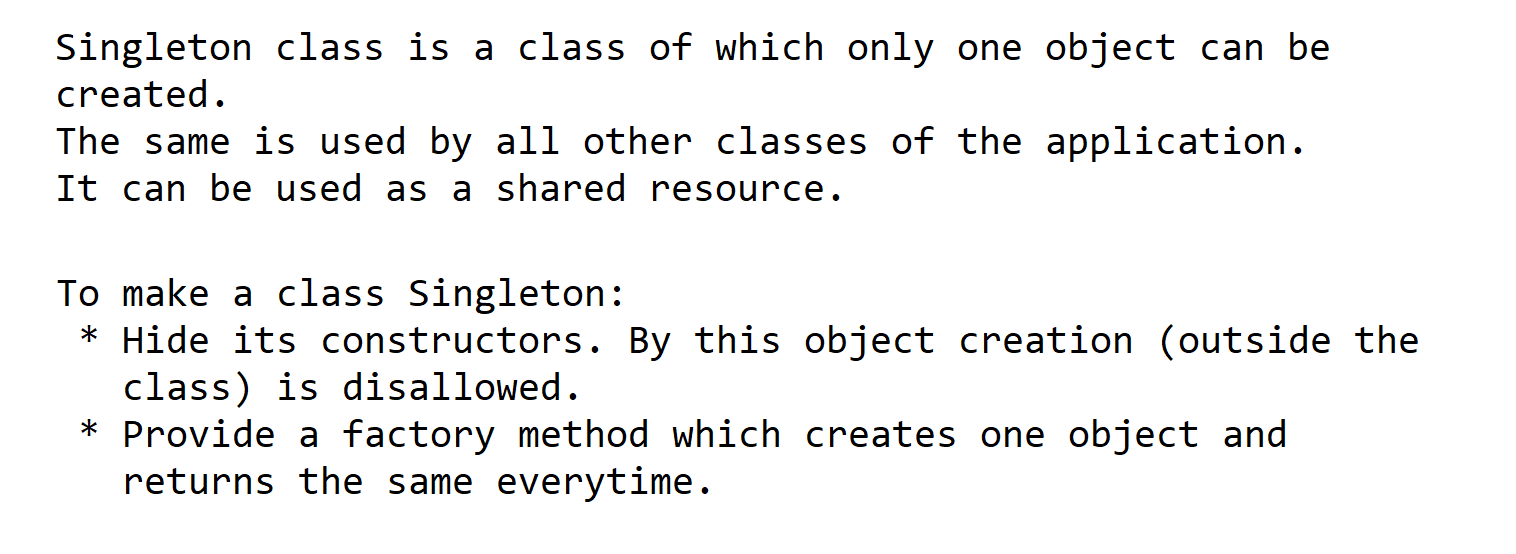 Singleton class is a class of which only one object can be
created.
The same is used by all other classes of the application.
It can be used as a shared resource.
To make a class Singleton:
* Hide its constructors. By this object creation (outside the
class) is disallowed.
* Provide a factory method which creates one object and
returns the same everytime.